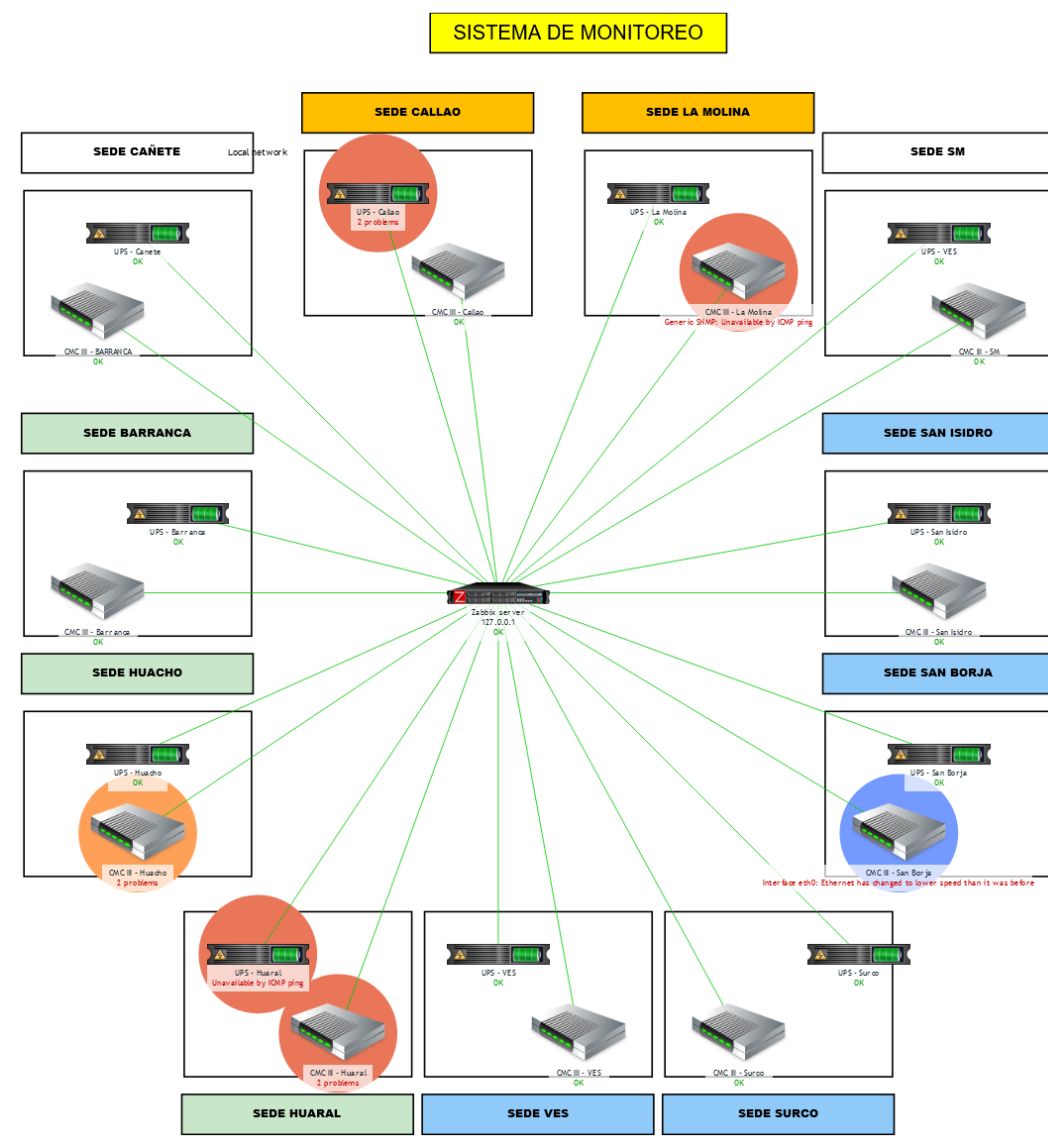 SISTEMA DE MONITOREO
SEDE CALLAO
SEDE LA MOLINA
SEDE CAÑETE
Local network
SEDE SM
UPS - Callao
2 problems
UPS - La Molina
OK
UPS - Canete
OK
UPS - VES
OK
CMC III - Callao
OK
CMC III - La Molina
Generic SNMP: Unavailable by ICMP ping
CMC III - BARRANCA
OK
CMC III - SM
OK
SEDE BARRANCA
SEDE SAN ISIDRO
UPS - Barranca
OK
UPS - San Isidro
OK
Zabbix server
127.0.0.1
OK
CMC III - Barranca
OK
CMC III - San Isidro
OK
SEDE HUACHO
SEDE SAN BORJA
UPS - Huacho
OK
UPS - San Borja
OK
CMC III - Huacho
2 problems
CMC III - San Borja
Interface eth0: Ethernet has changed to lower speed than it was before
UPS - Huaral
Unavailable by ICMP ping
UPS - VES
OK
UPS - Surco
OK
CMC III - Huaral
2 problems
CMC III - VES
OK
CMC III - Surco
OK
SEDE HUARAL
SEDE VES
SEDE SURCO